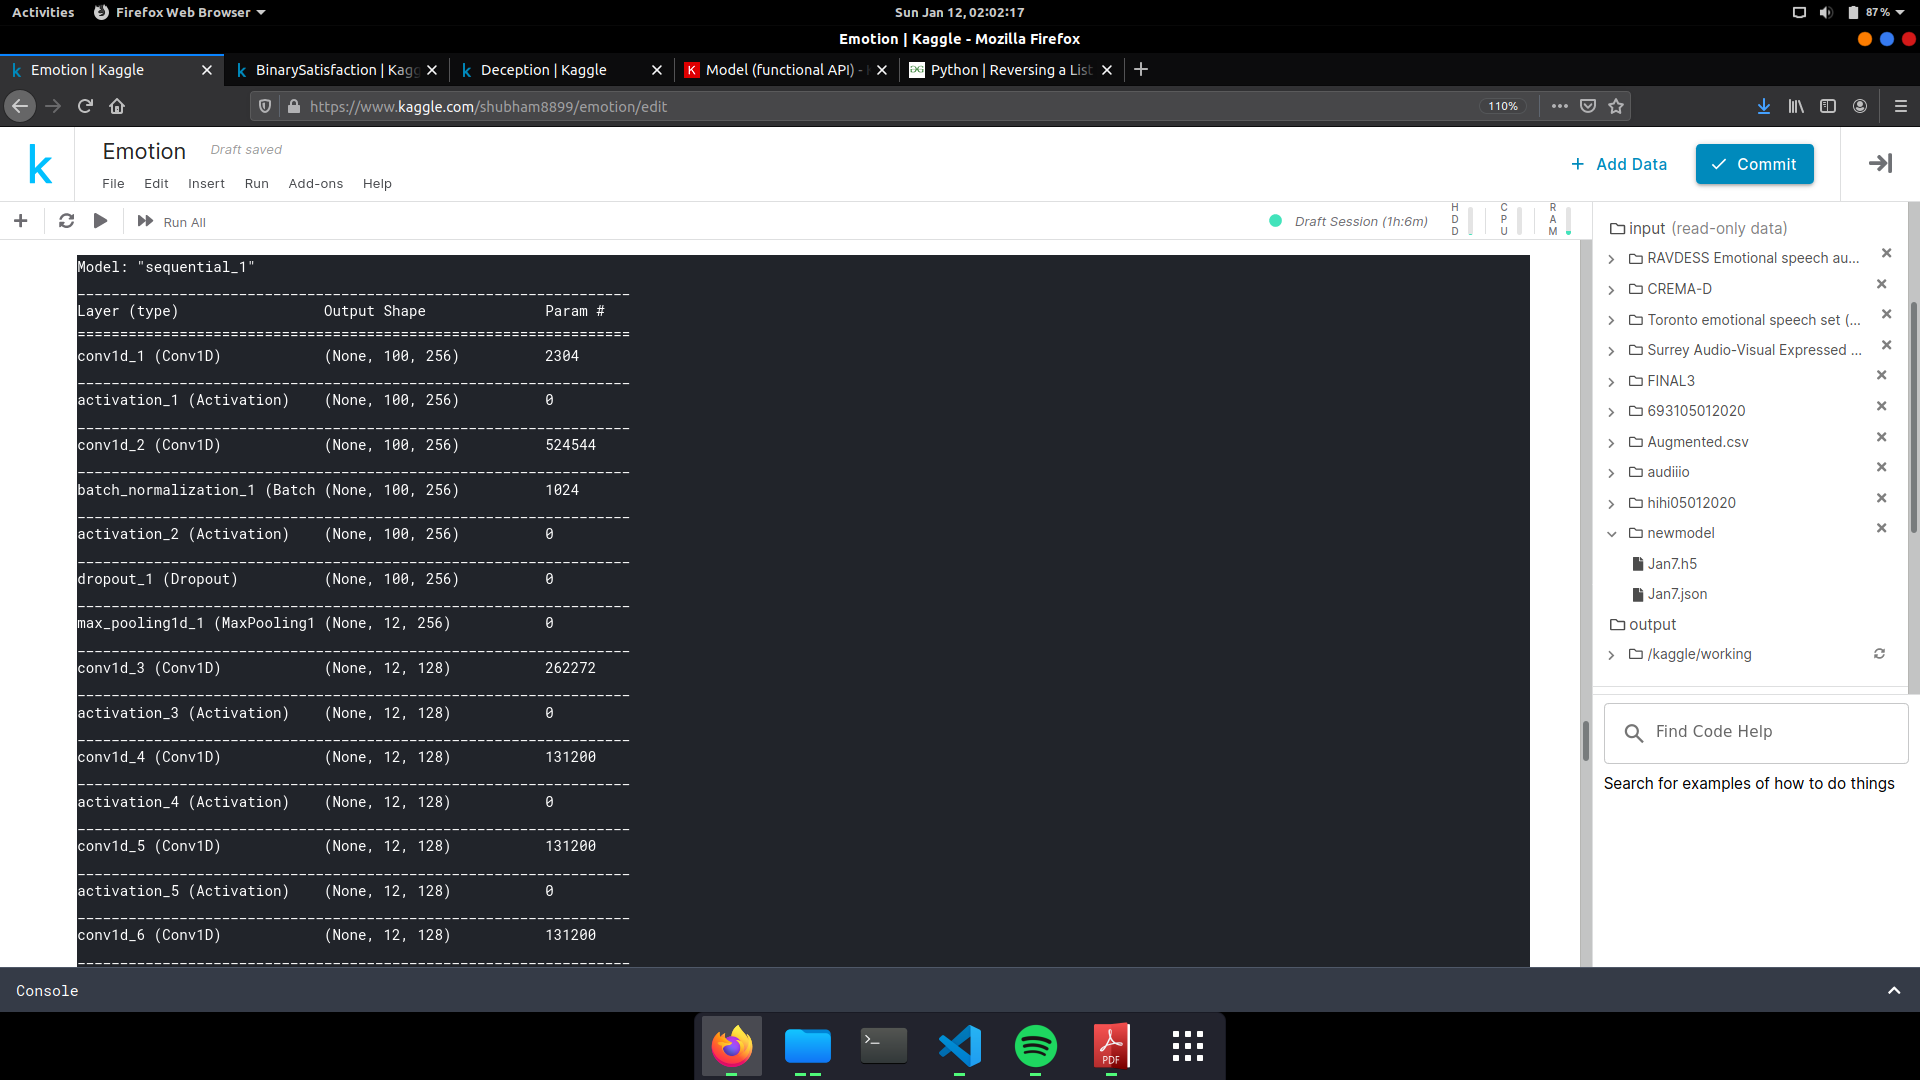 Activities Firefox Web Browser Sun Jan 12, 02:02:17 87%
Emotion | Kaggle - Mozilla Firefox
Emotion | Kaggle BinarySatisfaction | Kagg Deception | Kaggle Model (functional API) - Python | Reversing a List
https://www.kaggle.com/shubham8899/emotion/edit 110%
Emotion Draft saved
File Edit Insert Run Add-ons Help
+ Add Data Commit
Run All Draft Session (1h:6m) HDD CPU RAM
Model: "sequential_1"
Layer (type) Output Shape Param #
conv1d_1 (Conv1D) (None, 100, 256) 2304
activation_1 (Activation) (None, 100, 256) 0
conv1d_2 (Conv1D) (None, 100, 256) 524544
batch_normalization_1 (Batch (None, 100, 256) 1024
activation_2 (Activation) (None, 100, 256) 0
dropout_1 (Dropout) (None, 100, 256) 0
max_pooling1d_1 (MaxPooling1 (None, 12, 256) 0
conv1d_3 (Conv1D) (None, 12, 128) 262272
activation_3 (Activation) (None, 12, 128) 0
conv1d_4 (Conv1D) (None, 12, 128) 131200
activation_4 (Activation) (None, 12, 128) 0
conv1d_5 (Conv1D) (None, 12, 128) 131200
activation_5 (Activation) (None, 12, 128) 0
conv1d_6 (Conv1D) (None, 12, 128) 131200
input (read-only data)
RAVDESS Emotional speech au...
CREMA-D
Toronto emotional speech set (...
Surrey Audio-Visual Expressed ...
FINAL3
693105012020
Augmented.csv
audiiio
hihi05012020
newmodel
Jan7.h5
Jan7.json
output
/kaggle/working
Find Code Help
Search for examples of how to do things
Console
PDF